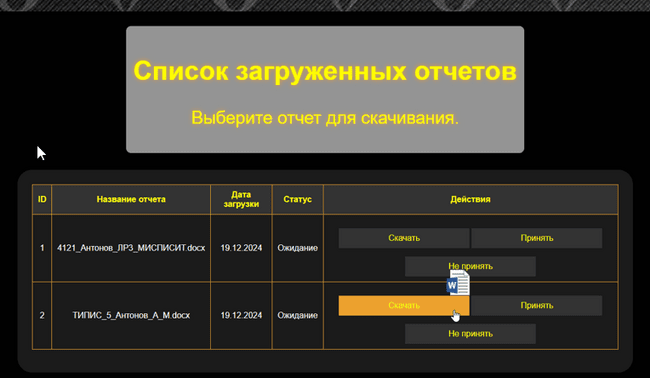 Список загруженных отчетов
Выберите отчет для скачивания.
ID Название отчета Дата загрузки Статус Действия
1 4121_Антонов_ЛР3_МИСПИСИТ.docx 19.12.2024 Ожидание Скачать Принять
Не принять
2 ТИПИС_5_Антонов_А_М.docx 19.12.2024 Ожидание Скачать Принять
Не принять